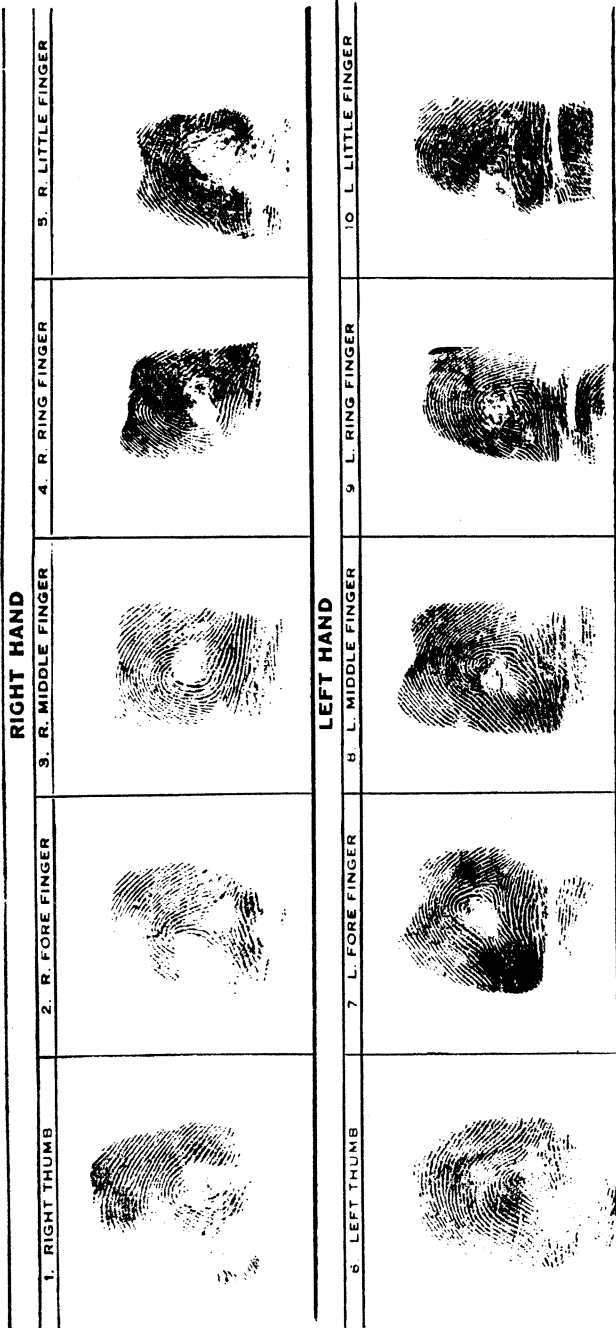 RIGHT HAND
1. RIGHT THUMB
2. R. FORE FINGER
3. R. MIDDLE FINGER
4. R. RING FINGER
5. R. LITTLE FINGER
LEFT HAND
6 LEFT THUMB
7 L. FORE FINGER
8 L. MIDDLE FINGER
9 L. RING FINGER
10 L LITTLE FINGER